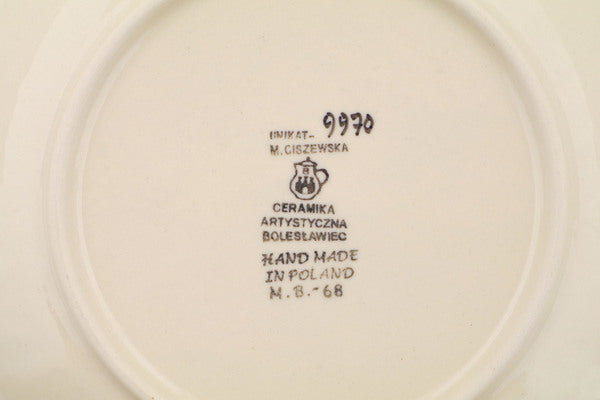 UNIKAT- 9970
M. CISZEWSKA
B
CERAMIKA
ARTYSTYCZNA
BOLESŁAWIEC
HAND MADE
IN POLAND
M.B.-68